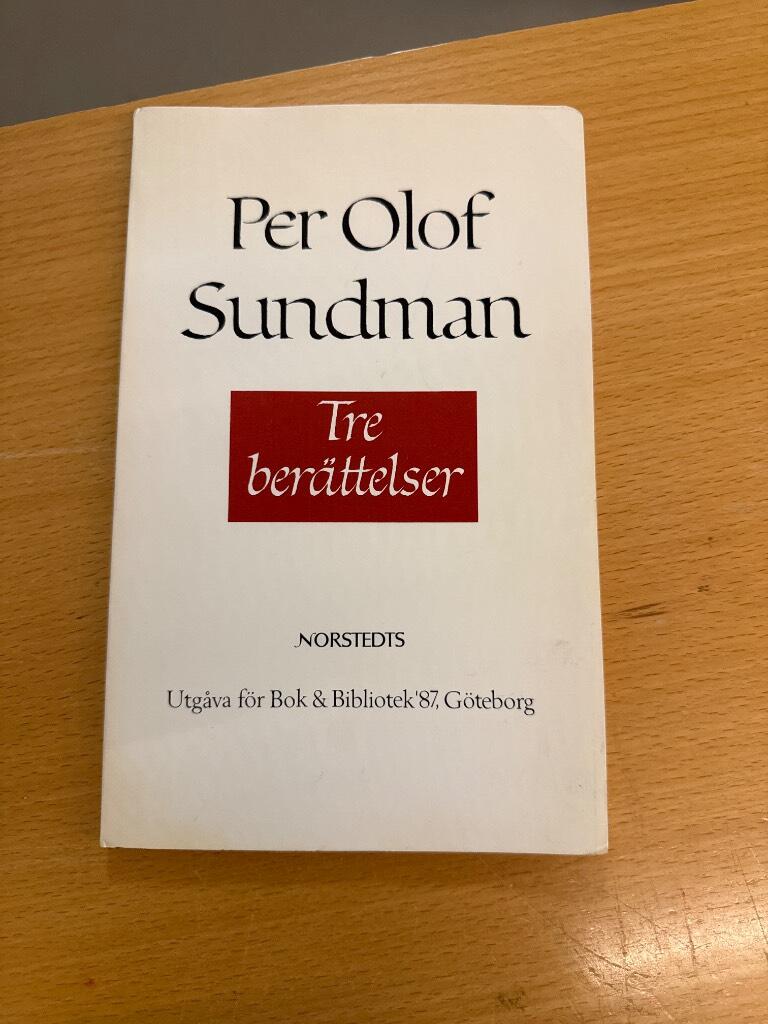 Per Olof
Sundman
Tre
berättelser
NORSTEDTS
Utgåva för Bok & Bibliotek '87, Göteborg